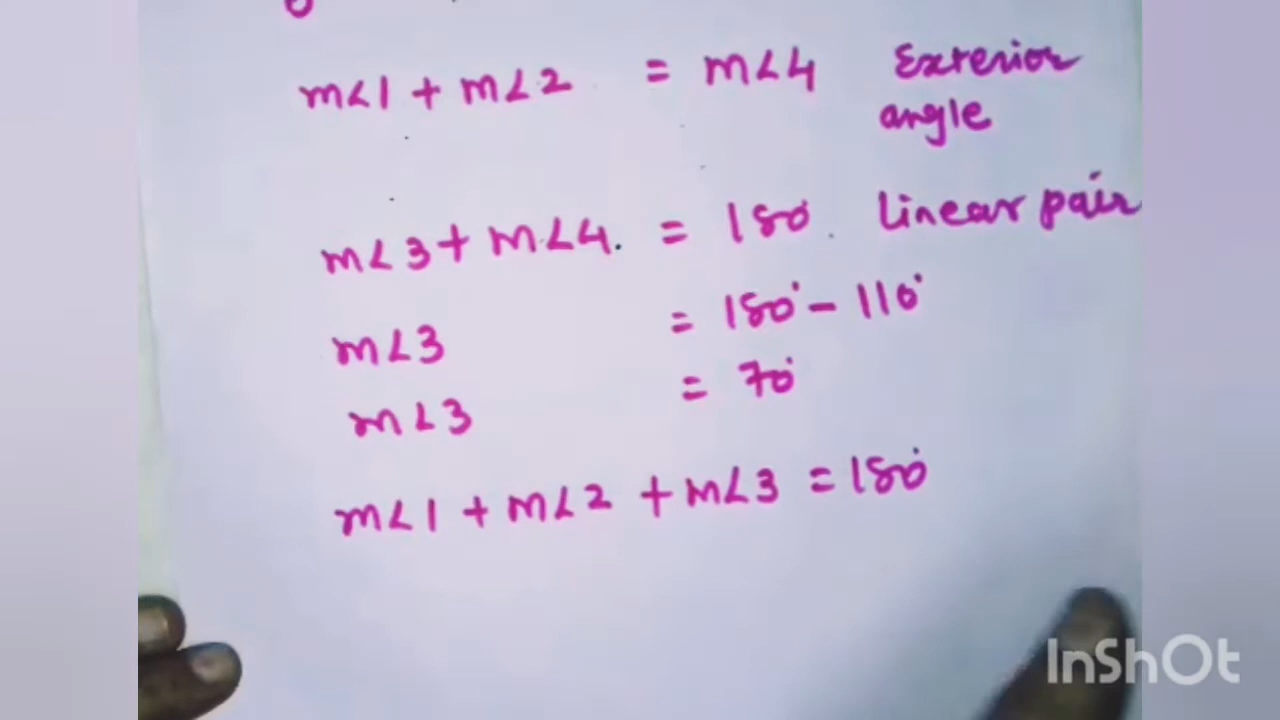 m∠1 + m∠2 = m∠4 Exterior
angle
m∠3 + m∠4. = 180. Linear pair
m∠3 = 180° - 110°
m∠3 = 70°
m∠1 + m∠2 + m∠3 = 180°
InShOt